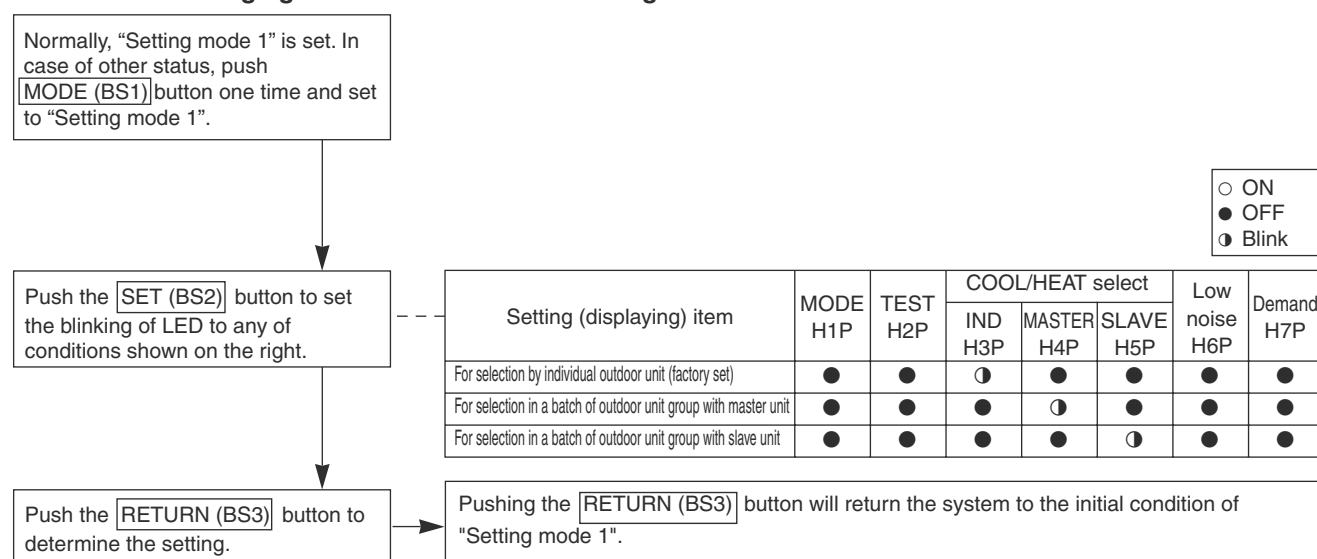 Normally, “Setting mode 1” is set. In
case of other status, push
MODE (BS1) button one time and set
to “Setting mode 1”.
○ ON
● OFF
◑ Blink
Push the SET (BS2) button to set
the blinking of LED to any of
conditions shown on the right.
Setting (displaying) item
MODE
H1P
TEST
H2P
COOL/HEAT select
IND
H3P
MASTER
H4P
SLAVE
H5P
Low
noise
H6P
Demand
H7P
For selection by individual outdoor unit (factory set) ● ● ◑ ● ● ● ●
For selection in a batch of outdoor unit group with master unit ● ● ● ◑ ● ● ●
For selection in a batch of outdoor unit group with slave unit ● ● ● ● ◑ ● ●
Push the RETURN (BS3) button to
determine the setting.
Pushing the RETURN (BS3) button will return the system to the initial condition of
"Setting mode 1".